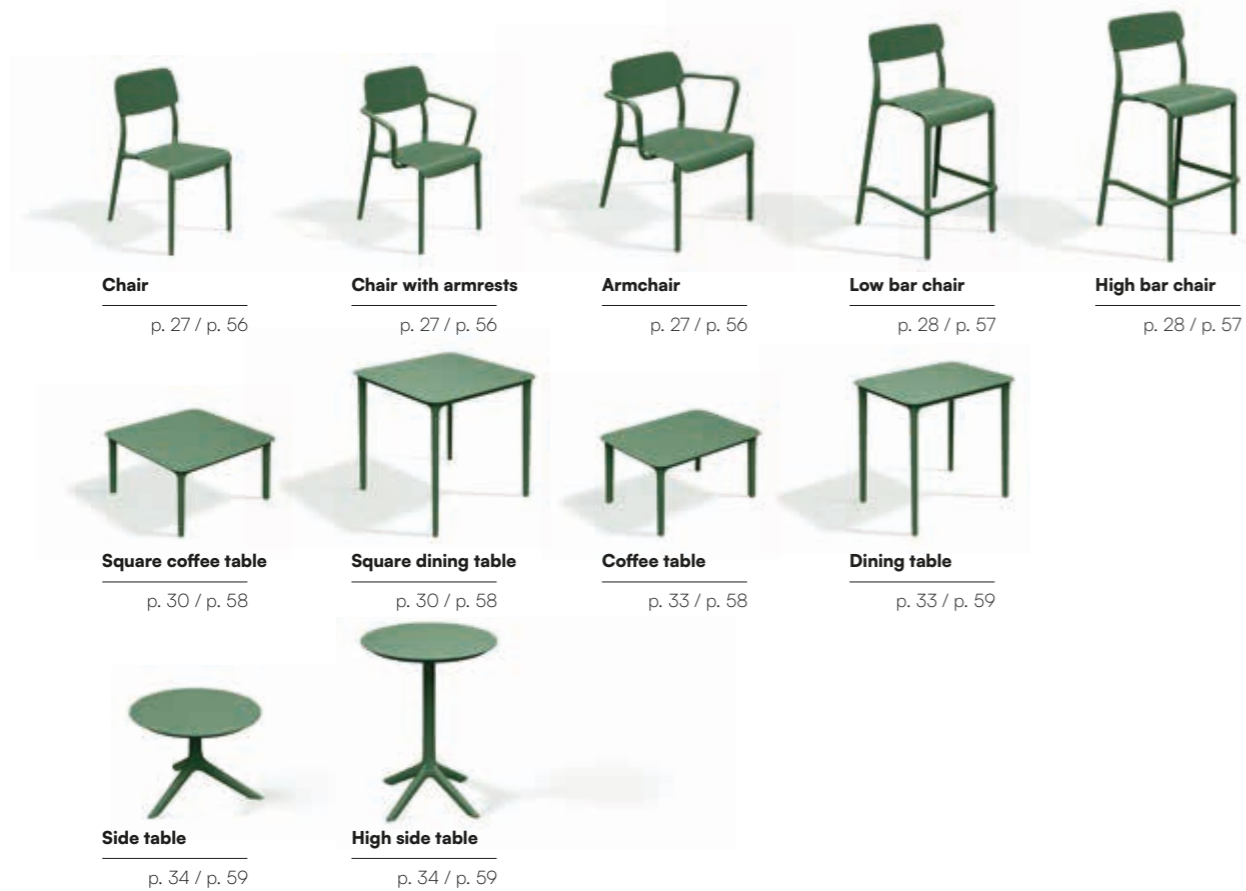 Chair
p. 27 / p. 56
Chair with armrests
p. 27 / p. 56
Armchair
p. 27 / p. 56
Low bar chair
p. 28 / p. 57
High bar chair
p. 28 / p. 57
Square coffee table
p. 30 / p. 58
Square dining table
p. 30 / p. 58
Coffee table
p. 33 / p. 58
Dining table
p. 33 / p. 59
Side table
p. 34 / p. 59
High side table
p. 34 / p. 59